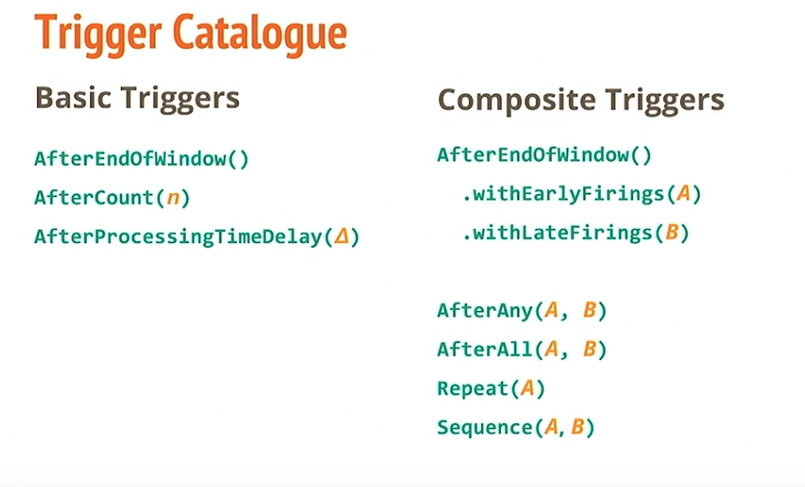 Trigger Catalogue
Basic Triggers
AfterEndOfWindow()
AfterCount(n)
AfterProcessingTimeDelay(Δ)
Composite Triggers
AfterEndOfWindow()
.withEarlyFirings(A)
.withLateFirings(B)
AfterAny(A, B)
AfterAll(A, B)
Repeat(A)
Sequence(A, B)